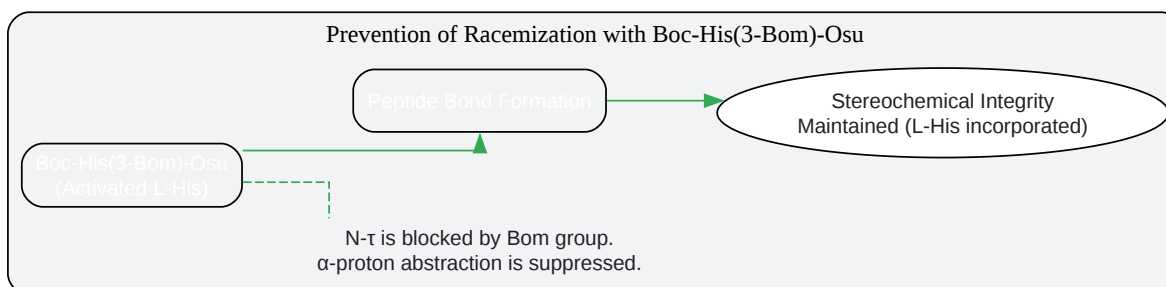 Prevention of Racemization with Boc-His(3-Bom)-Osu
Peptide Bond Formation
Stereochemical Integrity
Maintained (L-His incorporated)
Boc-His(3-Bom)-Osu
(Activated L-His)
N-τ is blocked by Bom group.
α-proton abstraction is suppressed.